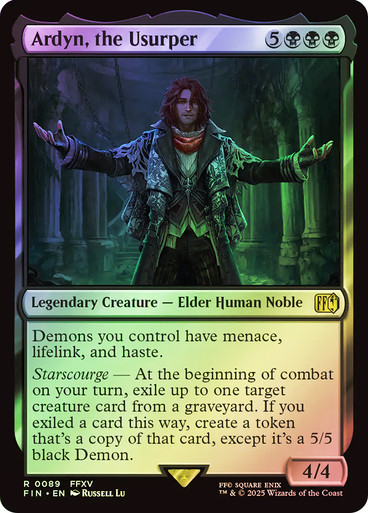 Ardyn, the Usurper 5
Legendary Creature — Elder Human Noble FFXV
Demons you control have menace,
lifelink, and haste.
Starscourge — At the beginning of combat
on your turn, exile up to one target
creature card from a graveyard. If you
exiled a card this way, create a token
that's a copy of that card, except it's a 5/5
black Demon.
4/4
R 0089 FFXV
FIN • EN Russell Lu
FF© SQUARE ENIX
™ & © 2025 Wizards of the Coast